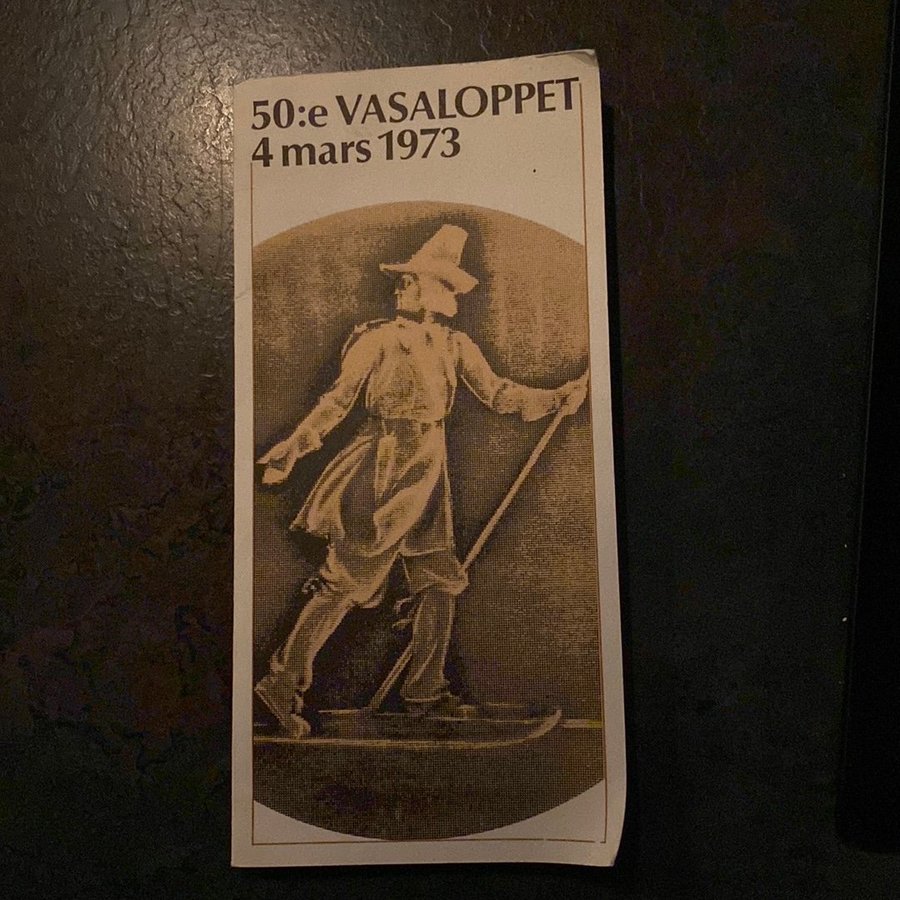 50:e VASALOPPET
4 mars 1973